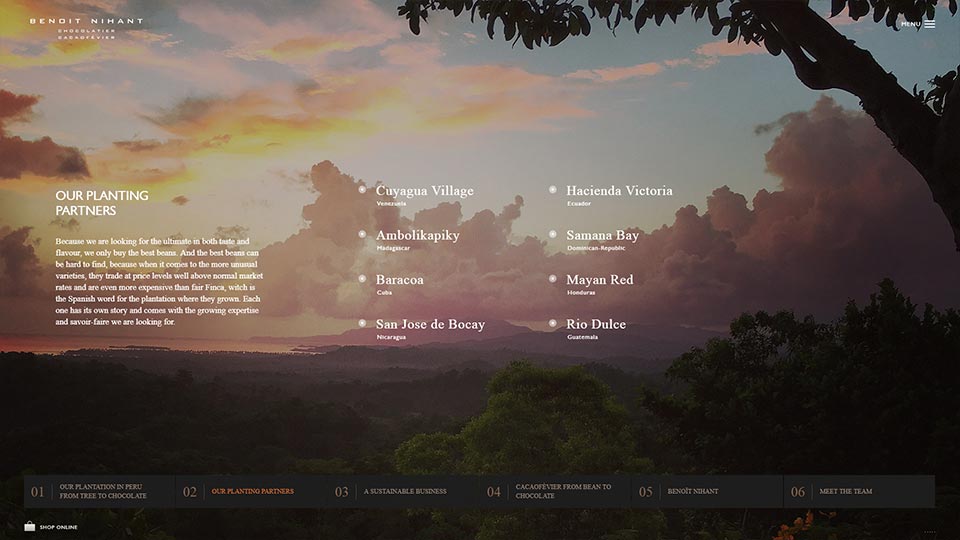 BENOIT NIHANT
CHOCOLATIER
CACAOFÉVIER
MENU
OUR PLANTING
PARTNERS
Because we are looking for the ultimate in both taste and
flavour, we only buy the best beans. And the best beans can
be hard to find, because when it comes to the more unusual
varieties, they trade at price levels well above normal market
rates and are even more expensive than fair Finca, witch is
the Spanish word for the plantation where they grown. Each
one has its own story and comes with the growing expertise
and savoir-faire we are looking for.
Cuyagua Village
Venezuela
Ambolikapiky
Madagascar
Baracoa
Cuba
San Jose de Bocay
Nicaragua
Hacienda Victoria
Ecuador
Samana Bay
Dominican-Republic
Mayan Red
Honduras
Rio Dulce
Guatemala
01 OUR PLANTATION IN PERU
FROM TREE TO CHOCOLATE
02 OUR PLANTING PARTNERS
03 A SUSTAINABLE BUSINESS
04 CACAOFÉVIER FROM BEAN TO
CHOCOLATE
05 BENOÎT NIHANT
06 MEET THE TEAM
SHOP ONLINE